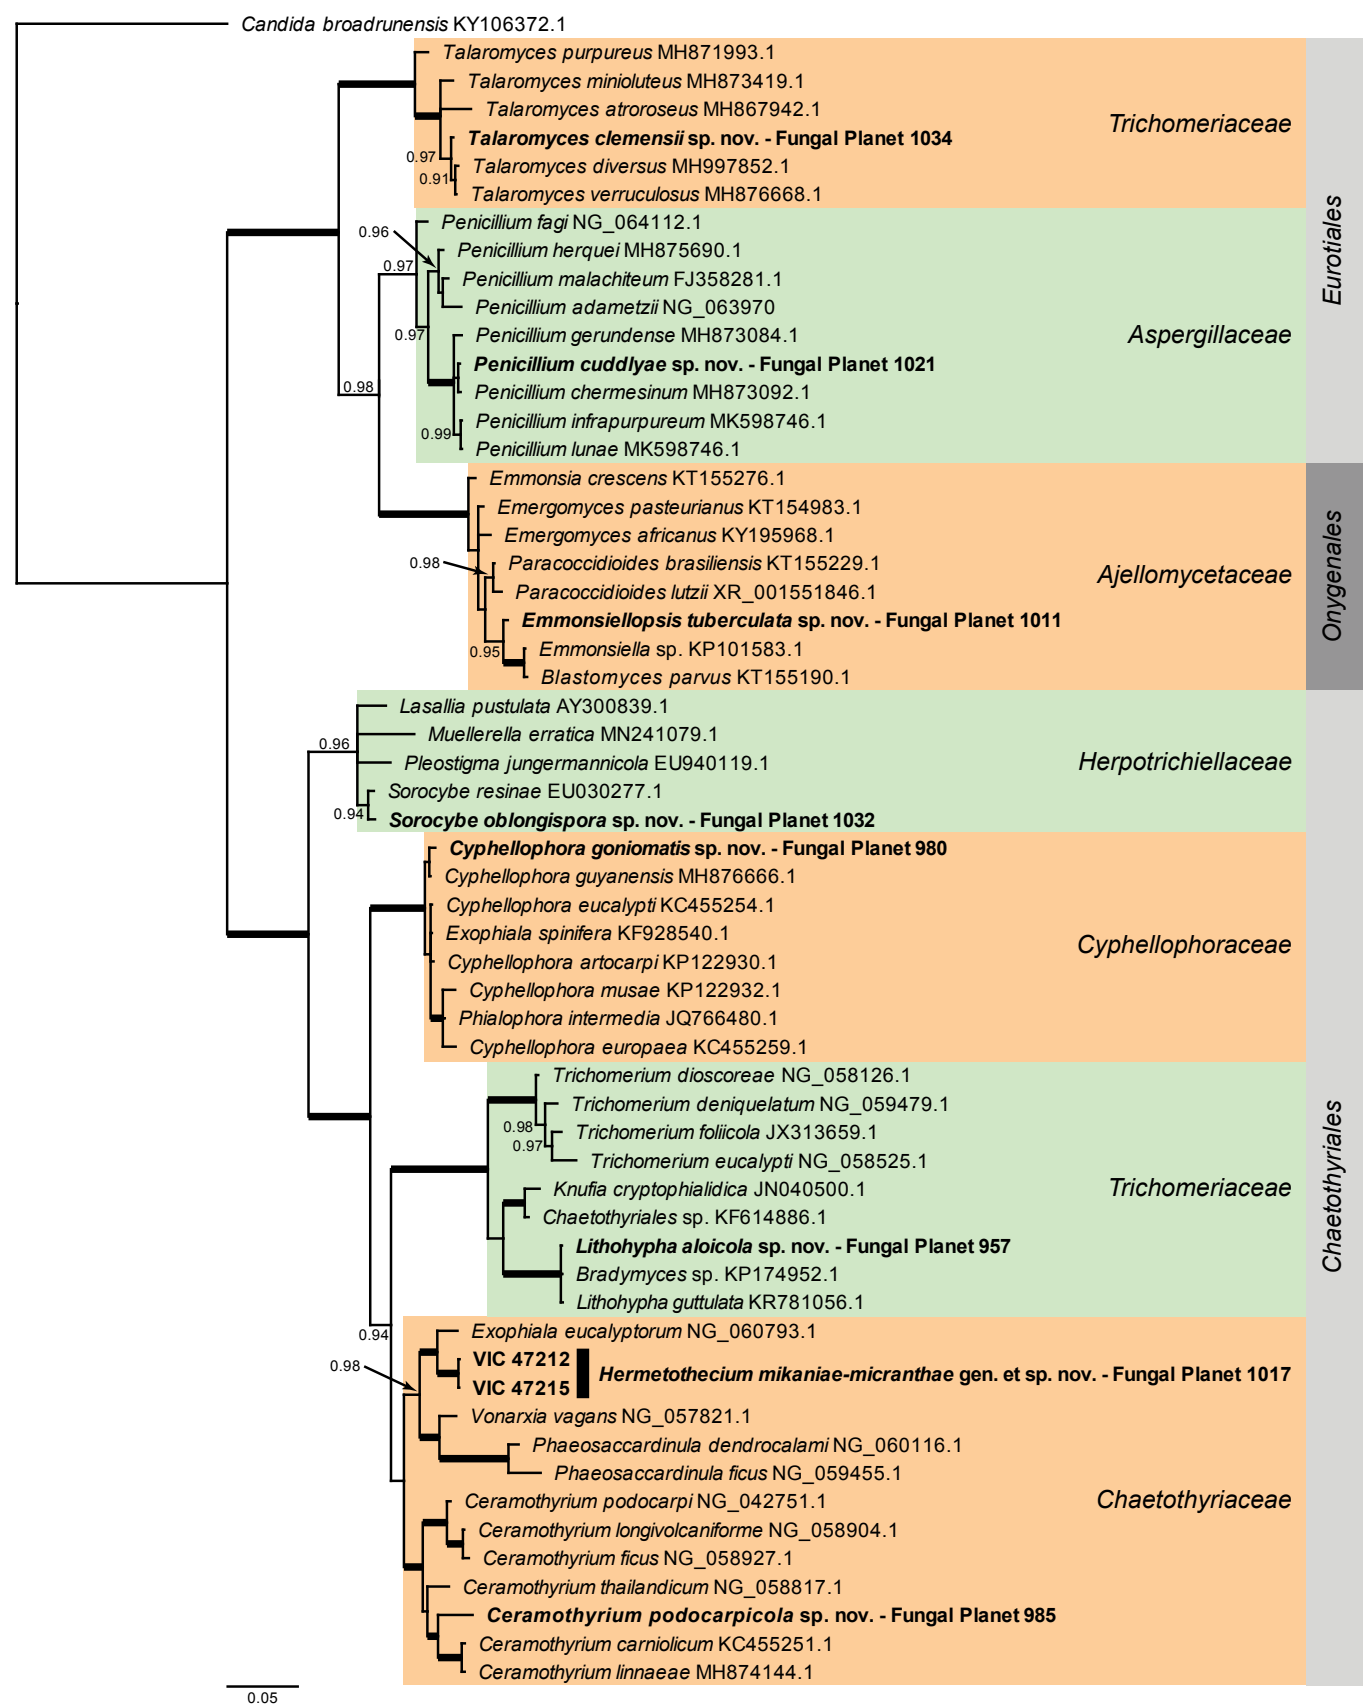 Candida broadrunensis KY106372.1
Talaromyces purpureus MH871993.1
Talaromyces minioluteus MH873419.1
Talaromyces atroroseus MH867942.1
Trichomeriaceae
Talaromyces clemensii sp. nov. - Fungal Planet 1034
0.97
Talaromyces diversus MH997852.1
0.91
Talaromyces verruculosus MH876668.1
Eurotiales
Penicillium fagi NG_064112.1
0.96
Penicillium herquei MH875690.1
0.97
Penicillium malachiteum FJ358281.1
Penicillium adametzii NG_063970
0.97
Penicillium gerundense MH873084.1
Aspergillaceae
Penicillium cuddlyae sp. nov. - Fungal Planet 1021
0.98
Penicillium chermesinum MH873092.1
Penicillium infrapurpureum MK598746.1
0.99
Penicillium lunae MK598746.1
Emmonsia crescens KT155276.1
Emergomyces pasteurianus KT154983.1
Emergomyces africanus KY195968.1
0.98
Paracoccidioides brasiliensis KT155229.1
Ajellomycetaceae
Onygenales
Paracoccidioides lutzii XR_001551846.1
Emmonsiellopsis tuberculata sp. nov. - Fungal Planet 1011
0.95
Emmonsiella sp. KP101583.1
Blastomyces parvus KT155190.1
Lasallia pustulata AY300839.1
Muellerella erratica MN241079.1
0.96
Pleostigma jungermannicola EU940119.1
Herpotrichiellaceae
Sorocybe resinae EU030277.1
0.94
Sorocybe oblongispora sp. nov. - Fungal Planet 1032
Cyphellophora goniomatis sp. nov. - Fungal Planet 980
Cyphellophora guyanensis MH876666.1
Cyphellophora eucalypti KC455254.1
Exophiala spinifera KF928540.1
Cyphellophoraceae
Cyphellophora artocarpi KP122930.1
Cyphellophora musae KP122932.1
Phialophora intermedia JQ766480.1
Cyphellophora europaea KC455259.1
Trichomerium dioscoreae NG_058126.1
Trichomerium deniquelatum NG_059479.1
0.98
Trichomerium foliicola JX313659.1
0.97
Trichomerium eucalypti NG_058525.1
Knufia cryptophialidica JN040500.1
Trichomeriaceae
Chaetothyriales
Chaetothyriales sp. KF614886.1
Lithohypha aloicola sp. nov. - Fungal Planet 957
Bradymyces sp. KP174952.1
Lithohypha guttulata KR781056.1
0.94
Exophiala eucalyptorum NG_060793.1
0.98
VIC 47212
Hermetothecium mikaniae-micranthae gen. et sp. nov. - Fungal Planet 1017
VIC 47215
Vonarxia vagans NG_057821.1
Phaeosaccardinula dendrocalami NG_060116.1
Phaeosaccardinula ficus NG_059455.1
Ceramothyrium podocarpi NG_042751.1
Chaetothyriaceae
Ceramothyrium longivolcaniforme NG_058904.1
Ceramothyrium ficus NG_058927.1
Ceramothyrium thailandicum NG_058817.1
Ceramothyrium podocarpicola sp. nov. - Fungal Planet 985
Ceramothyrium carniolicum KC455251.1
Ceramothyrium linnaeae MH874144.1
0.05